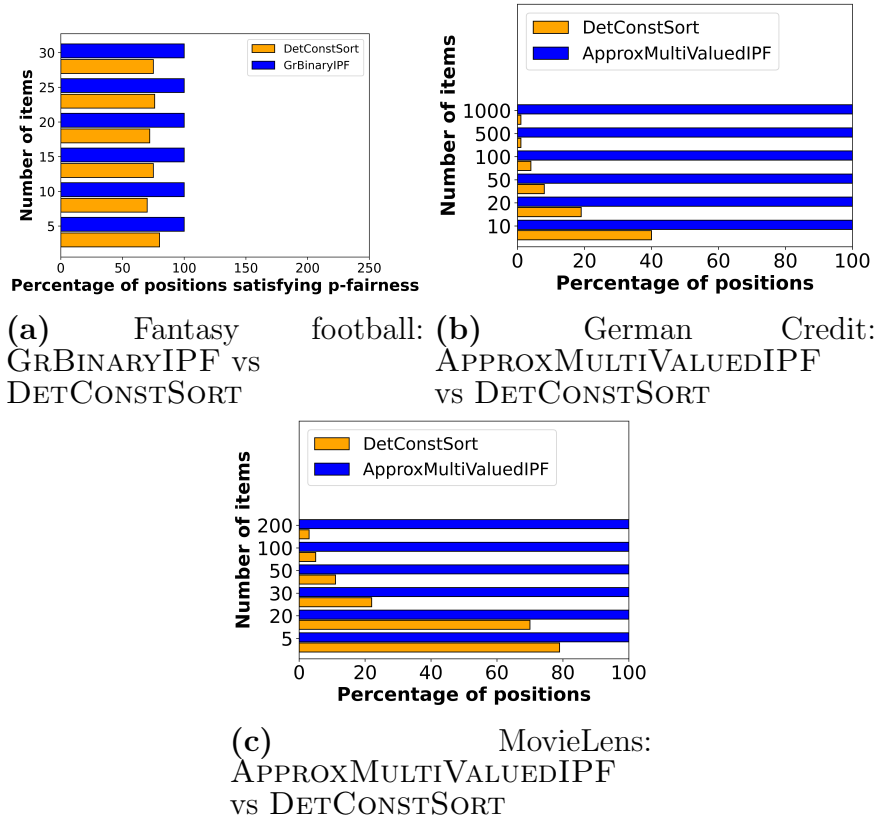 DetConstSort
GrBinaryIPF
Number of items
30
25
20
15
10
5
0 50 100 150 200 250
Percentage of positions satisfying p-fairness
(a) Fantasy football:
GRBINARYIPF vs
DETCONSTSORT
DetConstSort
ApproxMultiValuedIPF
Number of items
1000
500
100
50
20
10
0 20 40 60 80 100
Percentage of positions
(b) German Credit:
APPROXMULTIVALUEDIPF
vs DETCONSTSORT
DetConstSort
ApproxMultiValuedIPF
Number of items
200
100
50
30
20
5
0 20 40 60 80 100
Percentage of positions
(c) MovieLens:
APPROXMULTIVALUEDIPF
vs DETCONSTSORT